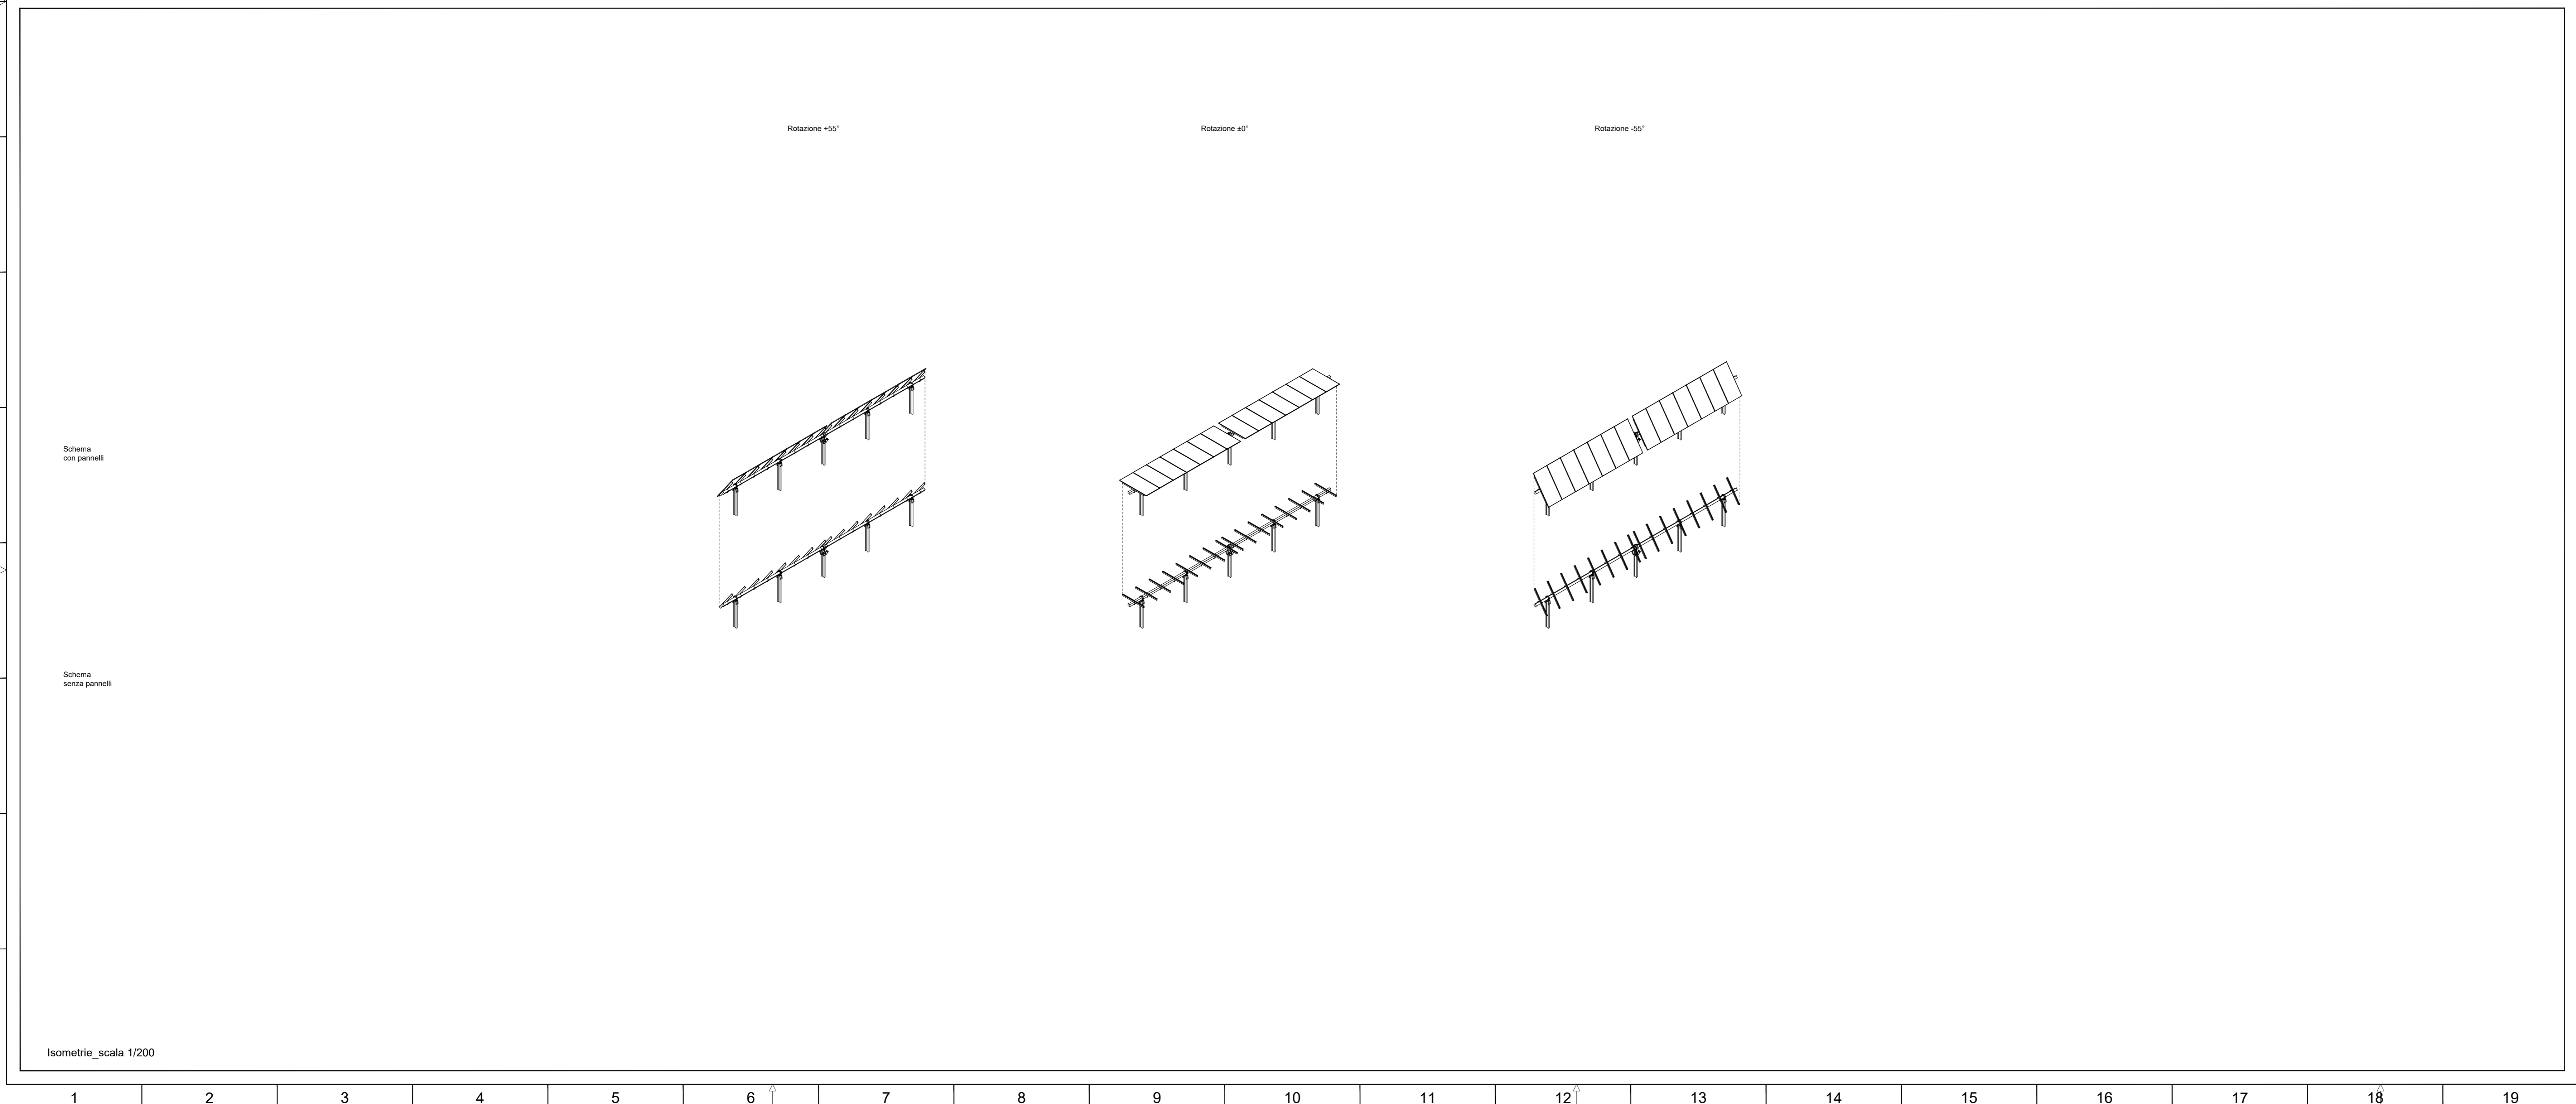 Rotazione +55°
Rotazione ±0°
Rotazione -55°
Schema
con pannelli
Schema
senza pannelli
Isometrie_scala 1/200
1 2 3 4 5 6 7 8 9 10 11 12 13 14 15 16 17 18 19